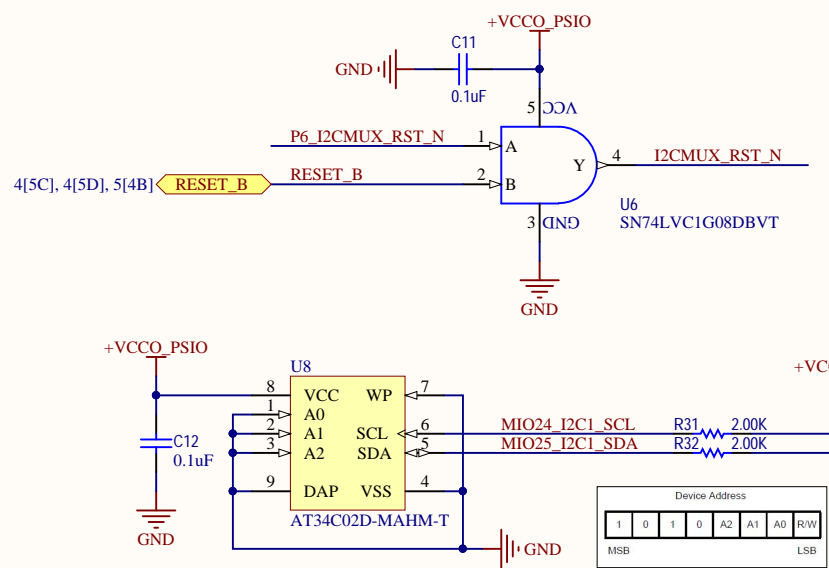 +VCCO_PSIO
C11
GND
0.1uF
5
VCC
P6_I2CMUX_RST_N
1
A
Y
4
I2CMUX_RST_N
4[5C], 4[5D], 5[4B]
RESET_B
RESET_B
2
B
U6
3
GND
SN74LVC1G08DBVT
GND
+VCCO_PSIO
U8
+VCC
8
VCC
WP
7
1
A0
2
A1
SCL
6
MIO24_I2C1_SCL
R31
2.00K
3
A2
SDA
5
MIO25_I2C1_SDA
R32
2.00K
C12
0.1uF
9
DAP
VSS
4
AT34C02D-MAHM-T
GND
GND
Device Address
1 0 1 0 A2 A1 A0 R/W
MSB LSB